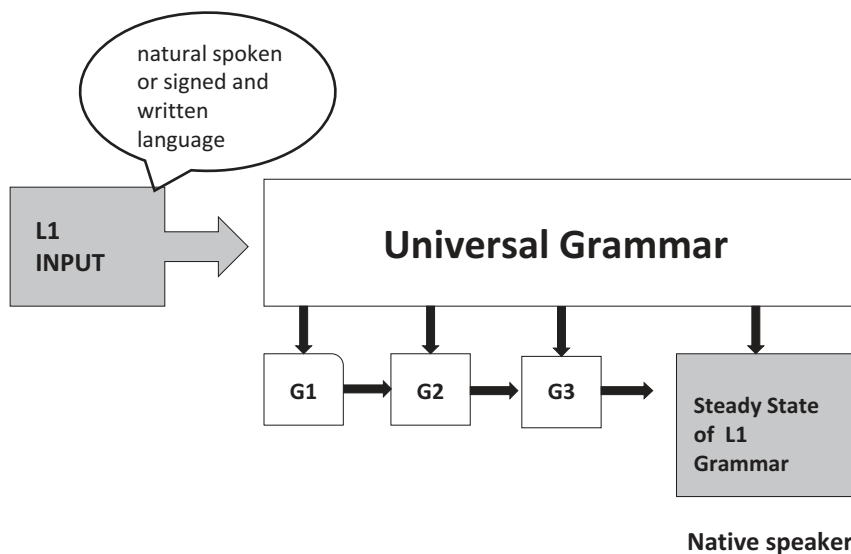 natural spoken
or signed and
written
language
L1
INPUT
Universal Grammar
G1
G2
G3
Steady State
of L1
Grammar
Native speaker